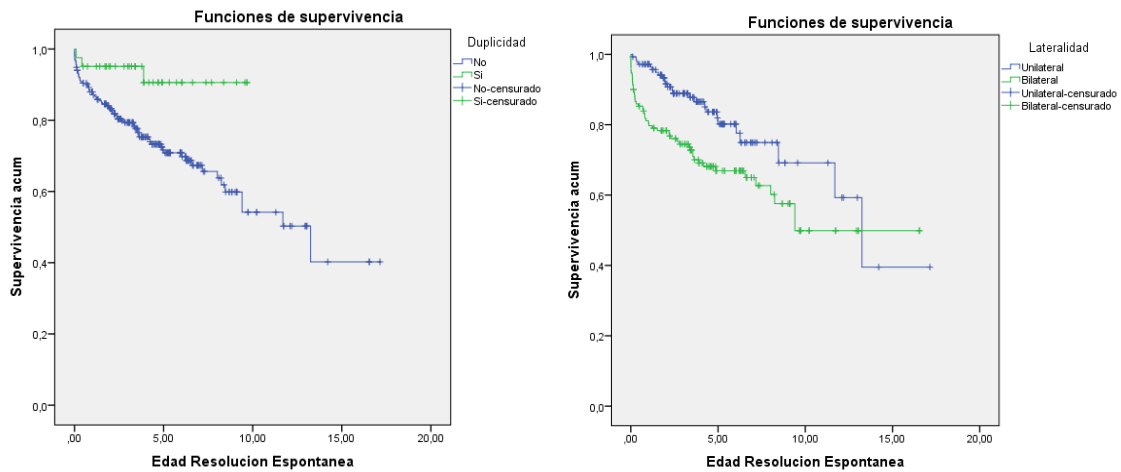 Funciones de supervivencia
Duplicidad
No
Si
No-censurado
Si-censurado
1,0
0,8
0,6
0,4
0,2
0,0
Supervivencia acum
,00
5,00
10,00
15,00
20,00
Edad Resolucion Espontanea
Funciones de supervivencia
Lateralidad
Unilateral
Bilateral
Unilateral-censurado
Bilateral-censurado
1,0
0,8
0,6
0,4
0,2
0,0
Supervivencia acum
,00
5,00
10,00
15,00
20,00
Edad Resolucion Espontanea